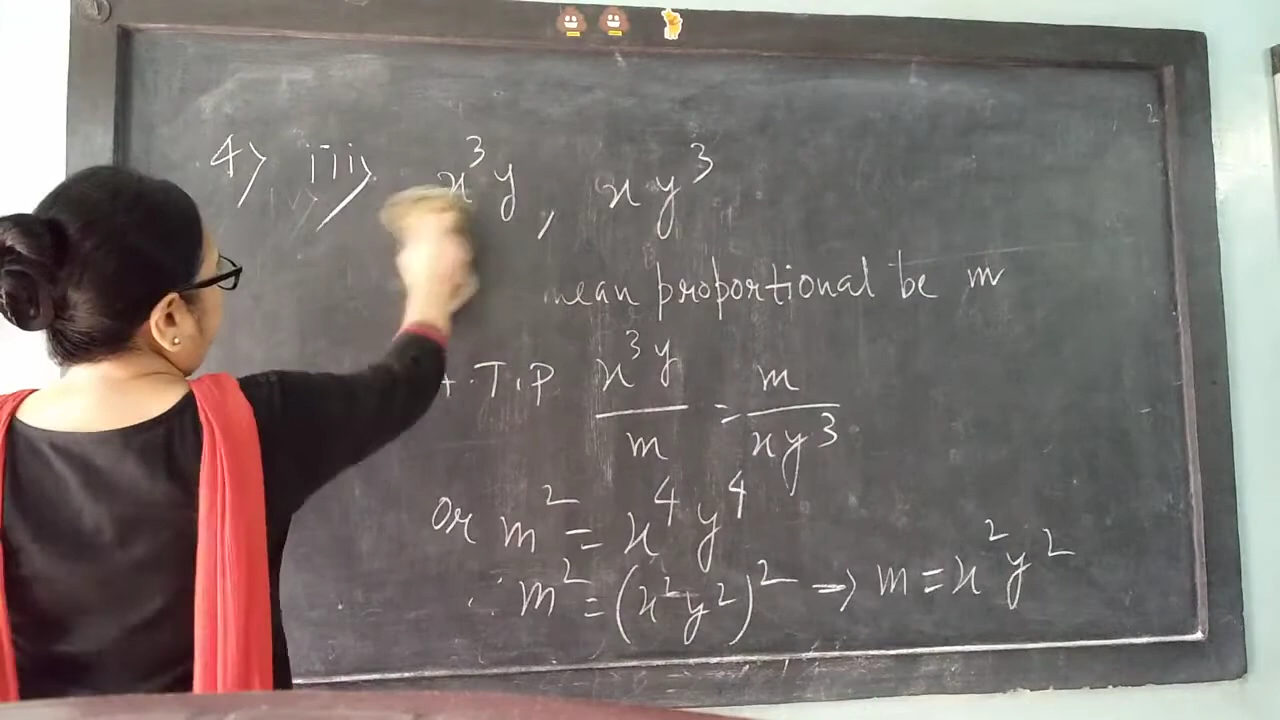 4) iii) x³y, xy³
mean proportional be m
A.T.P x³y/m = m/xy³
or m² = x⁴y⁴
∴ m² = (x²y²)² ⇒ m = x²y²